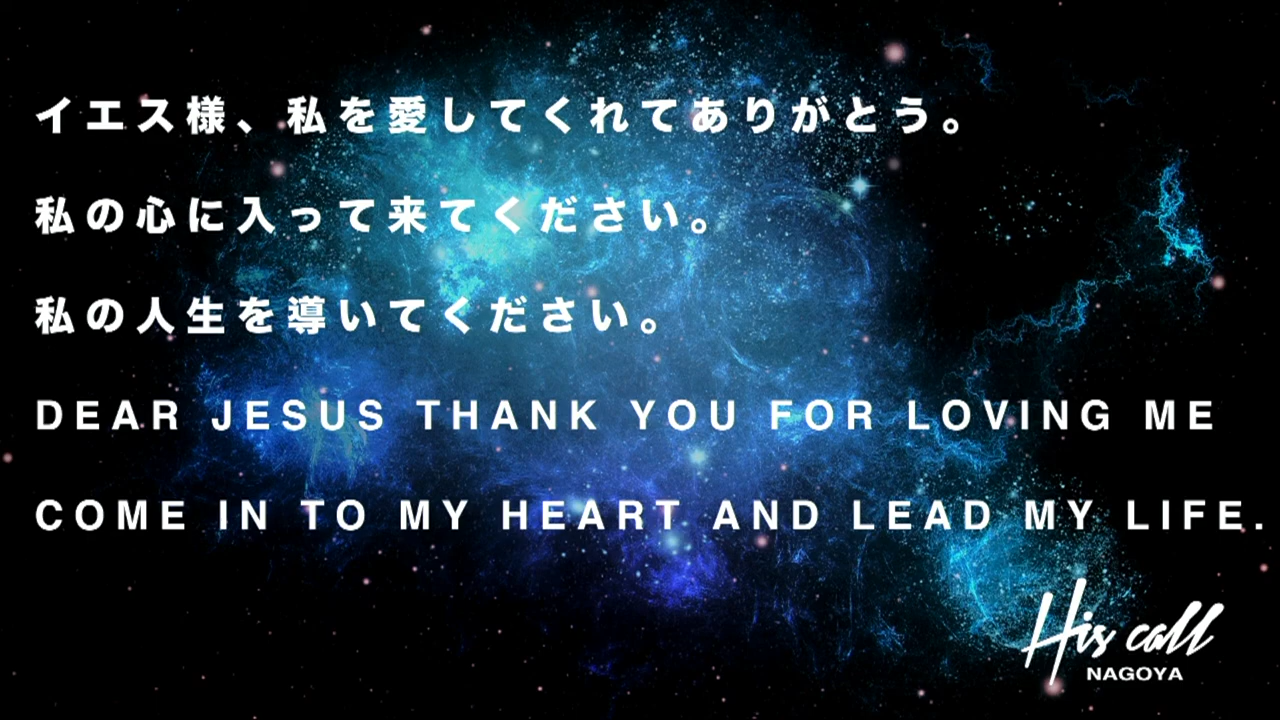 イエス様、私を愛してくれてありがとう。
私の心に入って来てください。
私の人生を導いてください。
DEAR JESUS THANK YOU FOR LOVING ME
COME IN TO MY HEART AND LEAD MY LIFE.
His call
NAGOYA